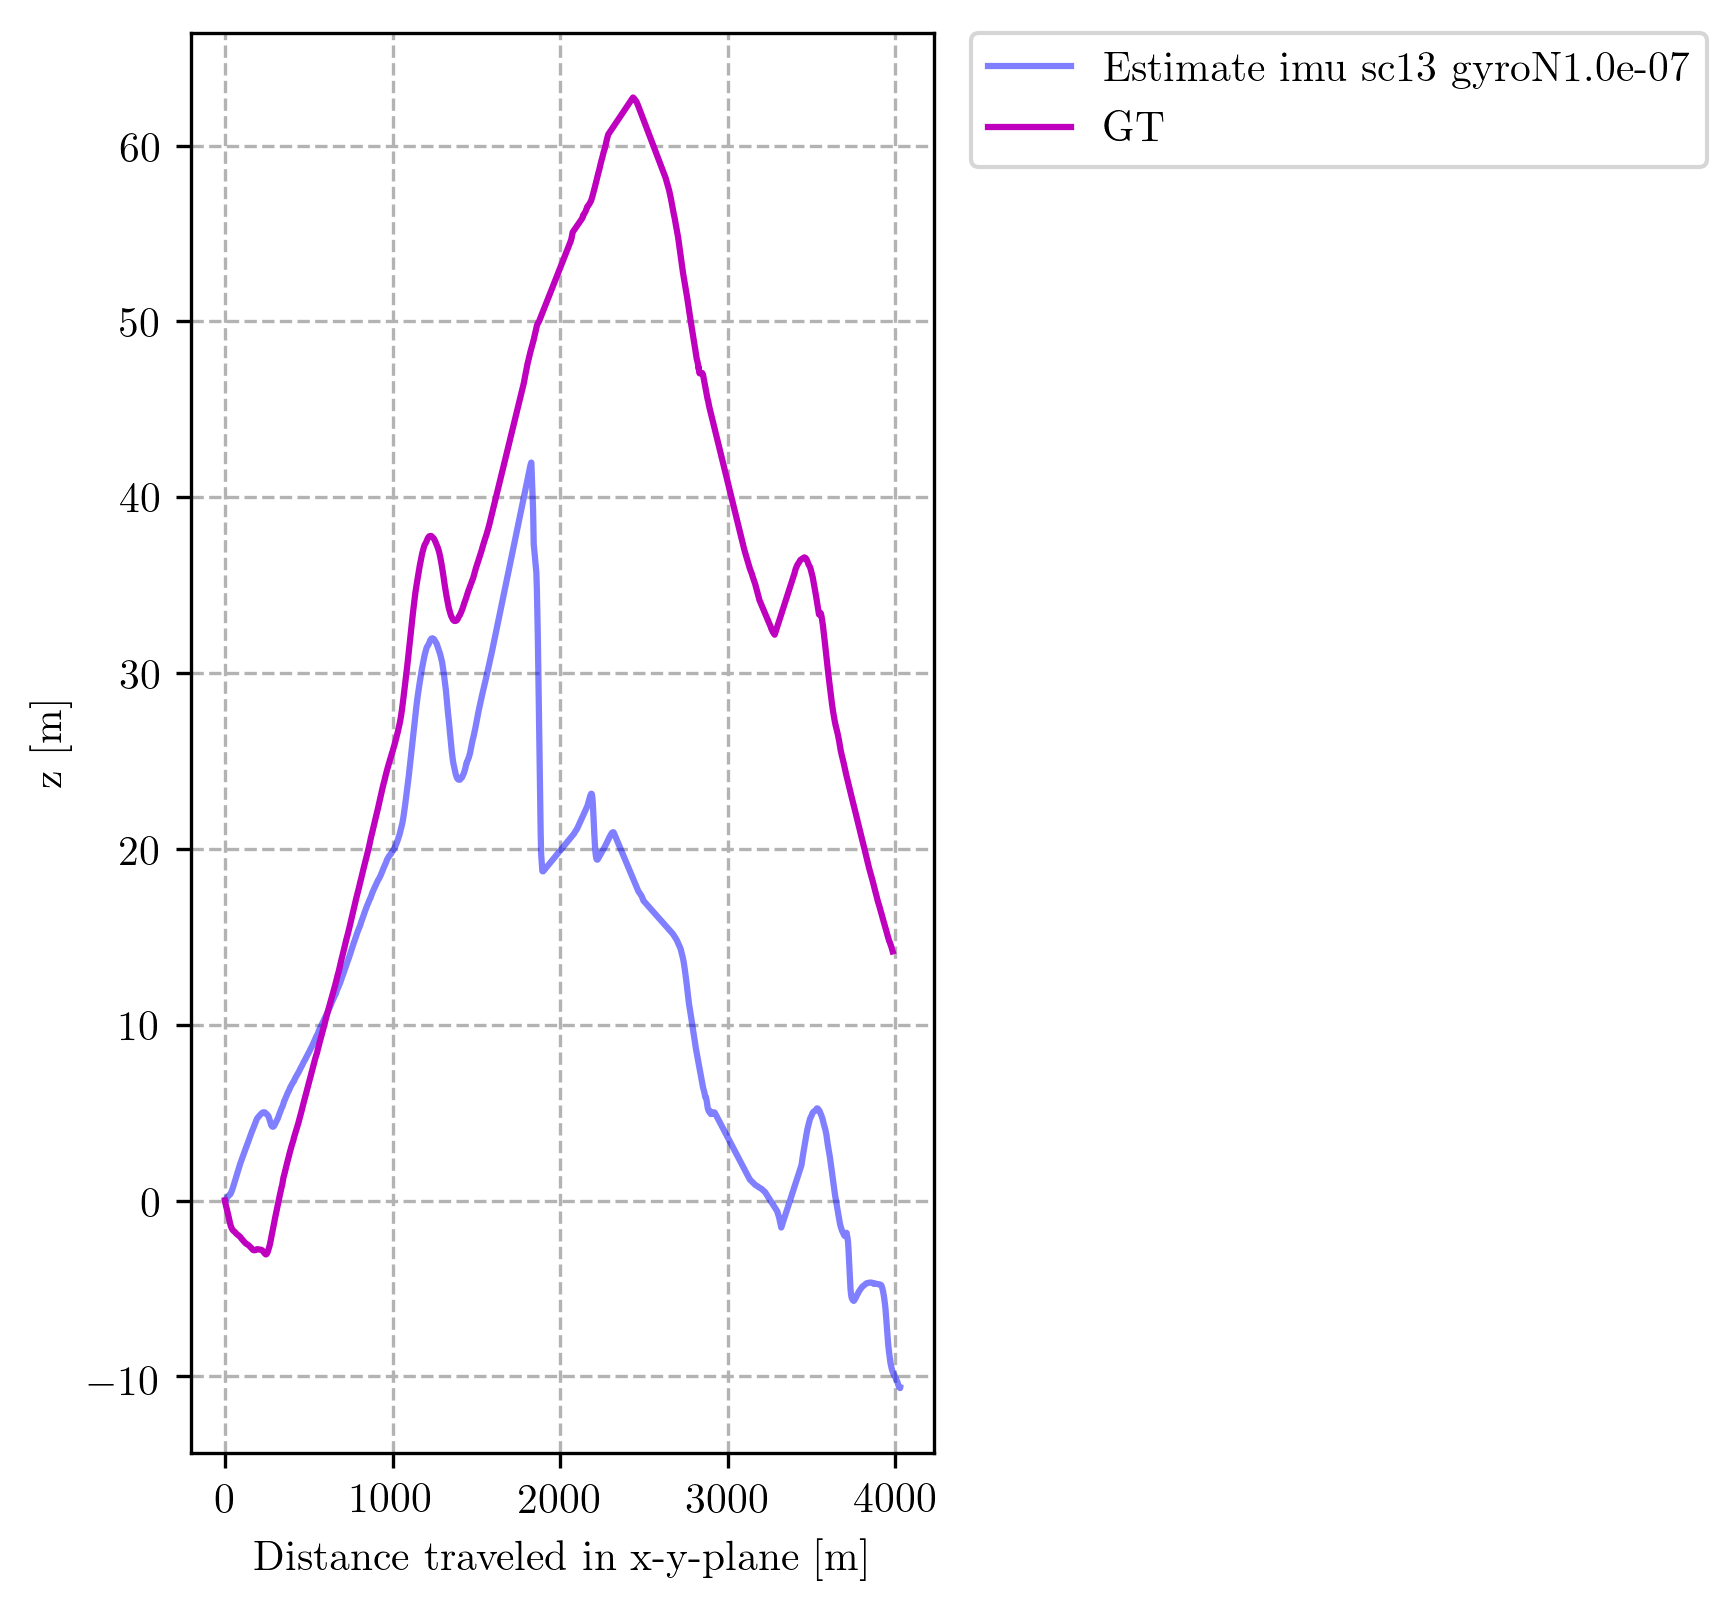 Estimate imu sc13 gyroN1.0e-07
GT
60
50
40
30
20
10
0
−10
z [m]
0 1000 2000 3000 4000
Distance traveled in x-y-plane [m]